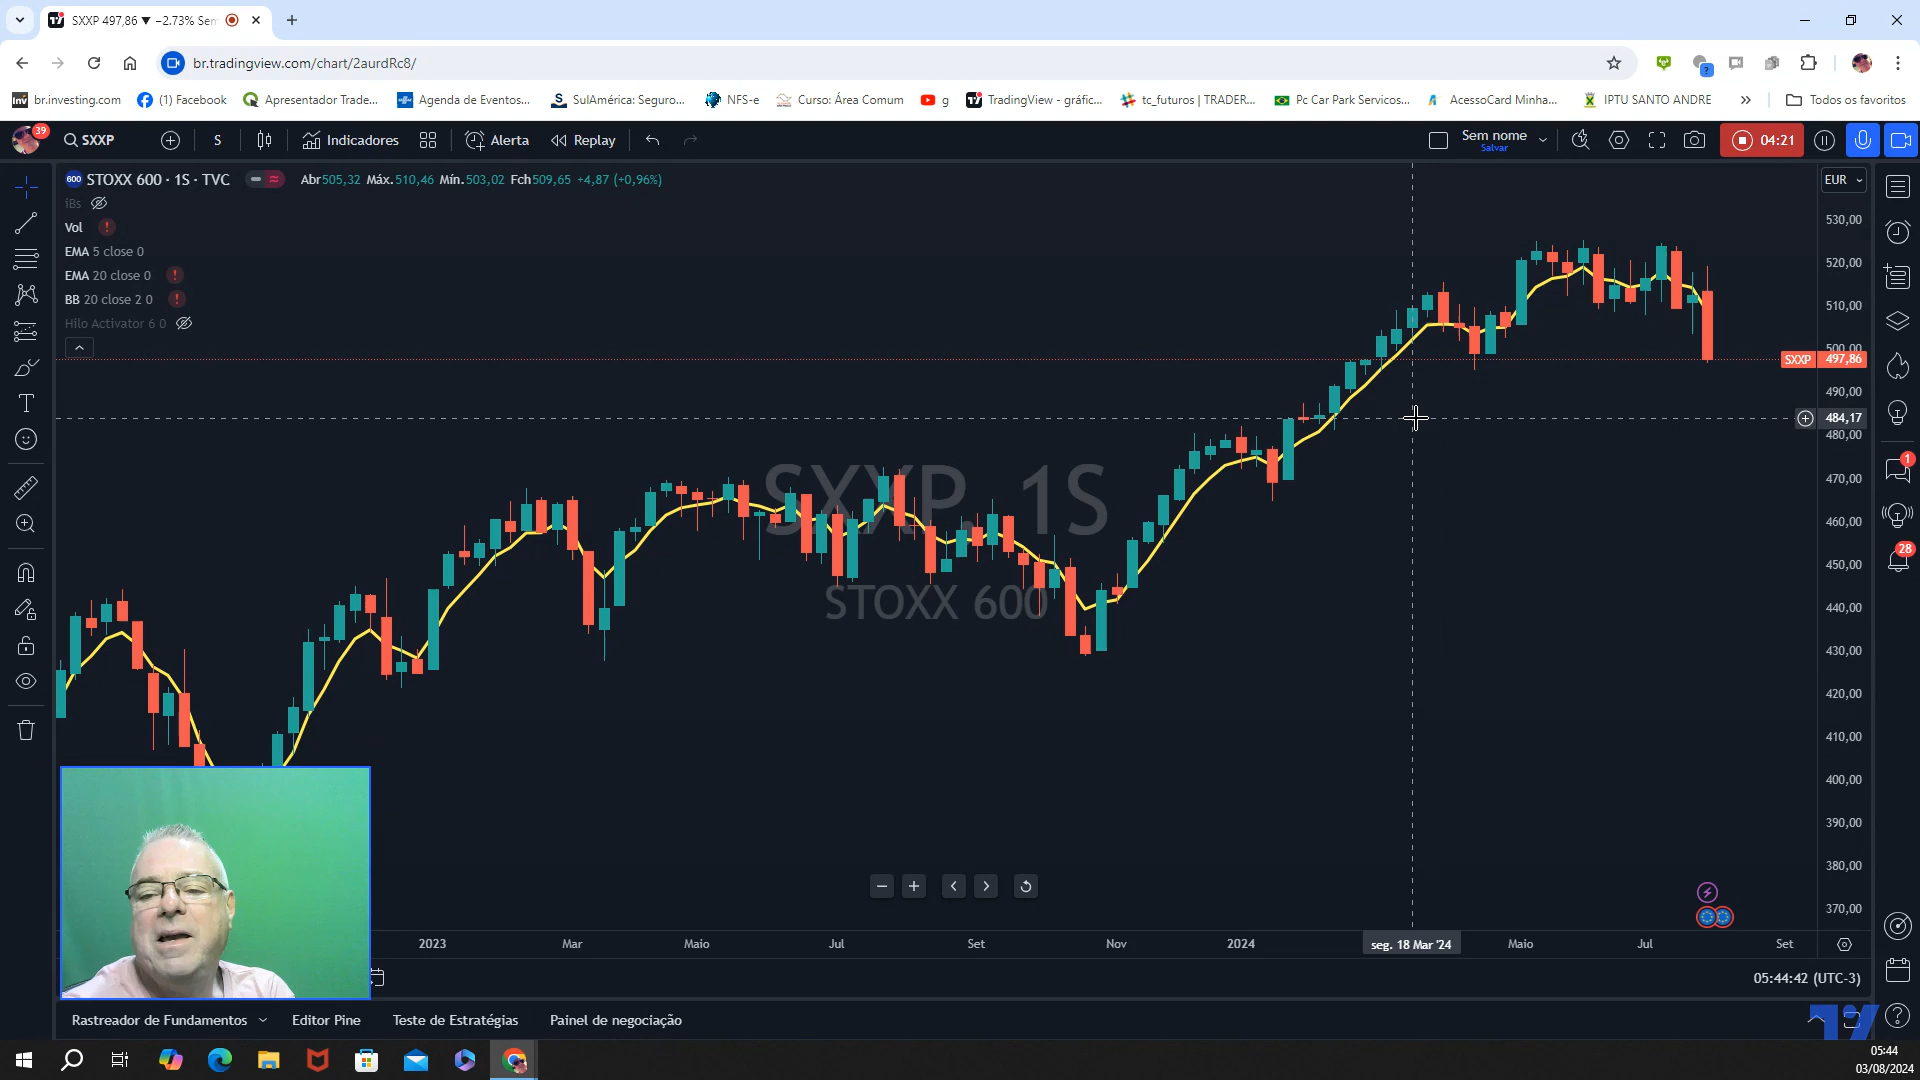 SXXP 497,86 ▼ −2.73% Sem
br.tradingview.com/chart/2aurdRc8/
br.investing.com
(1) Facebook
Apresentador Trade...
Agenda de Eventos...
SulAmérica: Seguro...
NFS-e
Curso: Área Comum
g
TradingView - gráfic...
tc_futuros | TRADER...
Pc Car Park Servicos...
AcessoCard Minha...
IPTU SANTO ANDRE
Todos os favoritos
39
SXXP
S
Indicadores
Alerta
Replay
Sem nome
Salvar
04:21
600 STOXX 600 · 1S · TVC
Abr505,32 Máx.510,46 Mín.503,02 Fch509,65 +4,87 (+0,96%)
EUR
iBs
Vol
EMA 5 close 0
EMA 20 close 0
BB 20 close 2 0
Hilo Activator 6 0
530,00
520,00
510,00
500,00
SXXP 497,86
490,00
484,17
480,00
470,00
460,00
450,00
440,00
430,00
420,00
410,00
400,00
390,00
380,00
370,00
SXXP, 1S
STOXX 600
1
28
2023
Mar
Maio
Jul
Set
Nov
2024
seg. 18 Mar '24
Maio
Jul
Set
05:44:42 (UTC-3)
Rastreador de Fundamentos
Editor Pine
Teste de Estratégias
Painel de negociação
05:44
03/08/2024